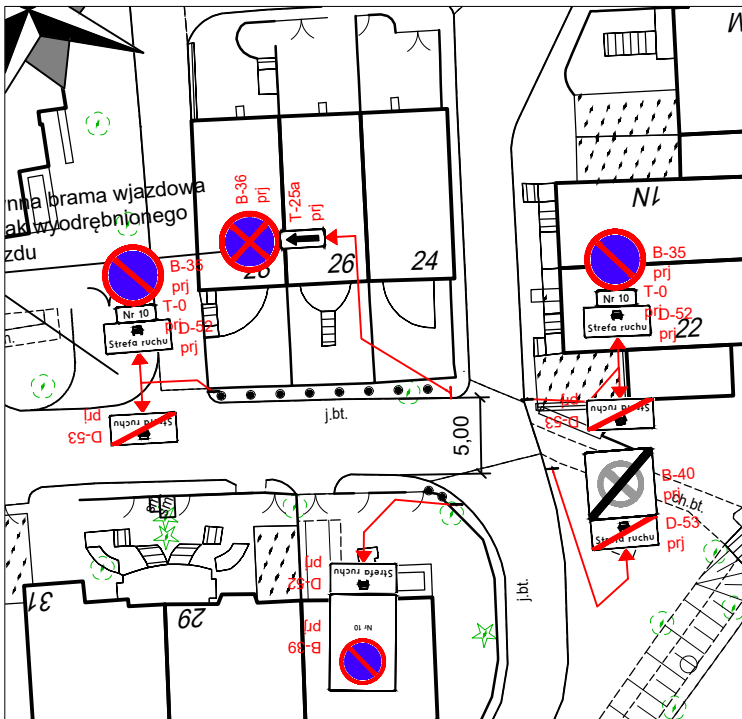 ynna brama wjazdowa
ak wyodrębnionego
zdu
B-36
prj
T-25a
prj
B-35
prj
T-0
prj
D-52
prj
Nr 10
Strefa ruchu
Strefa ruchu
D-53
prj
28
26
24
1N
22
B-35
prj
T-0
prj
D-52
prj
Nr 10
Strefa ruchu
Strefa ruchu
D-53
prj
B-40
prj
ch.bt.
D-53
prj
Strefa ruchu
j.bt.
5,00
j.bt.
D-52
prj
Strefa ruchu
B-39
prj
Nr 10
31
29